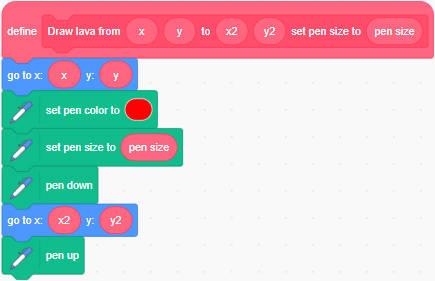 define Draw lava from x y to x2 y2 set pen size to pen size
go to x: x y: y
set pen color to
set pen size to pen size
pen down
go to x: x2 y: y2
pen up